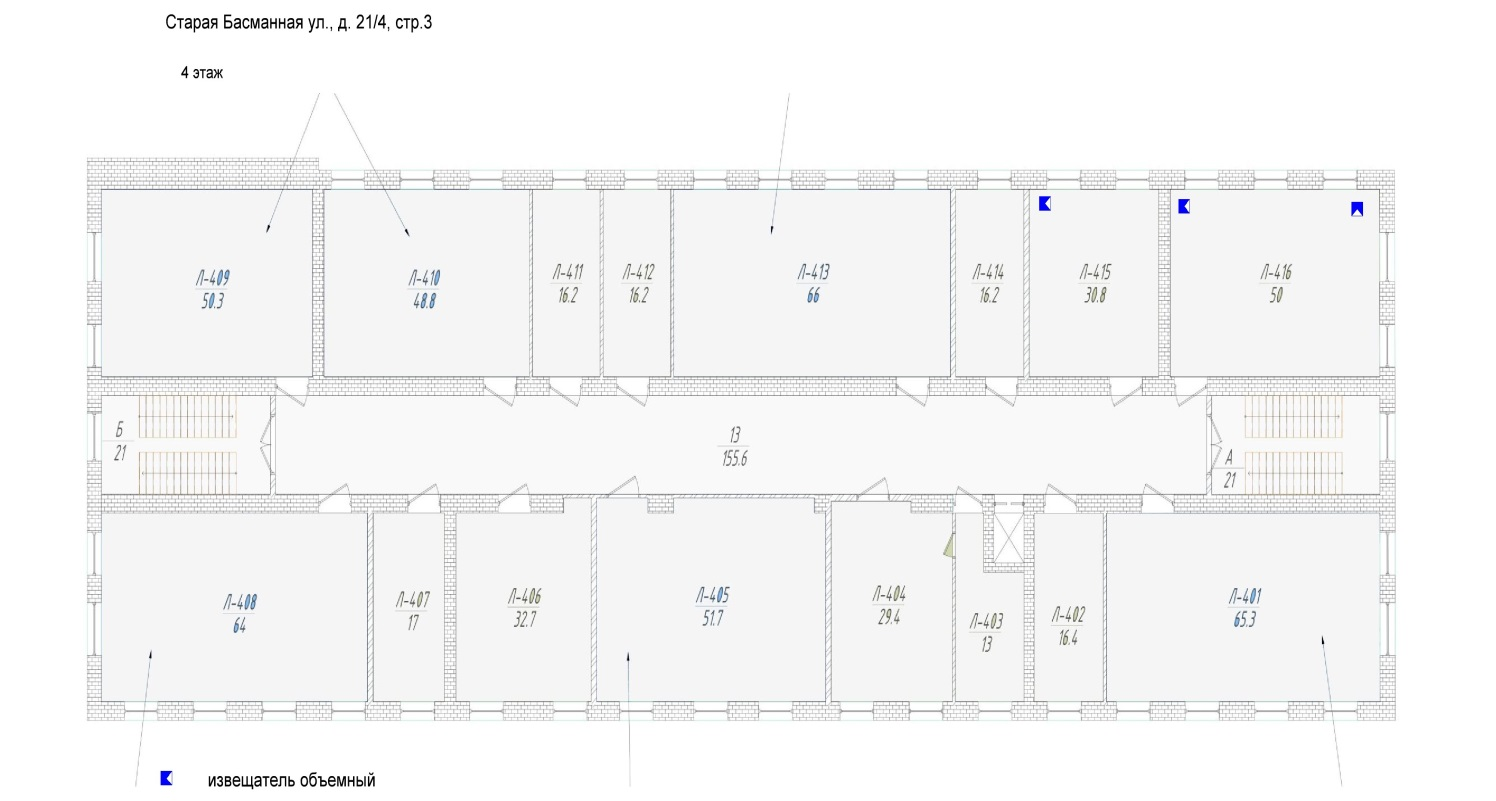 Старая Басманная ул., д. 21/4, стр.3
4 этаж
Л-409
50.3
Л-410
48.8
Л-411
16.2
Л-412
16.2
Л-413
66
Л-414
16.2
Л-415
30.8
Л-416
50
Б
21
13
155.6
А
21
Л-408
64
Л-407
17
Л-406
32.7
Л-405
51.7
Л-404
29.4
Л-403
13
Л-402
16.4
Л-401
65.3
извещатель объемный